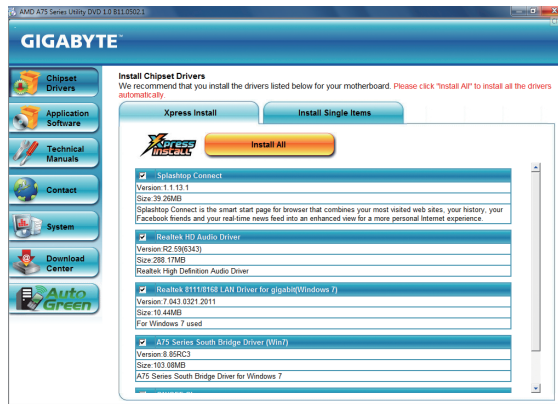 AMD A75 Series Utility DVD 1.0 B11.0502.1
GIGABYTE™
Chipset
Drivers
Application
Software
Technical
Manuals
Contact
System
Download
Center
Auto
Green
Install Chipset Drivers
We recommend that you install the drivers listed below for your motherboard. Please click "Install All" to install all the drivers
automatically.
Xpress Install
Install Single Items
Xpress
Install
Install All
Splashtop Connect
Version:1.1.13.1
Size:39.26MB
Splashtop Connect is the smart start page for browser that combines your most visited web sites, your history, your
Facebook friends and your real-time news feed into an enhanced view for a more personal Internet experience.
Realtek HD Audio Driver
Version:R2.59(6343)
Size:288.17MB
Realtek High Definition Audio Driver
Realtek 8111/8168 LAN Driver for gigabit(Windows 7)
Version:7.043.0321.2011
Size:10.44MB
For Windows 7 used
A75 Series South Bridge Driver (Win7)
Version:8.85RC3
Size:103.08MB
A75 Series South Bridge Driver for Windows 7